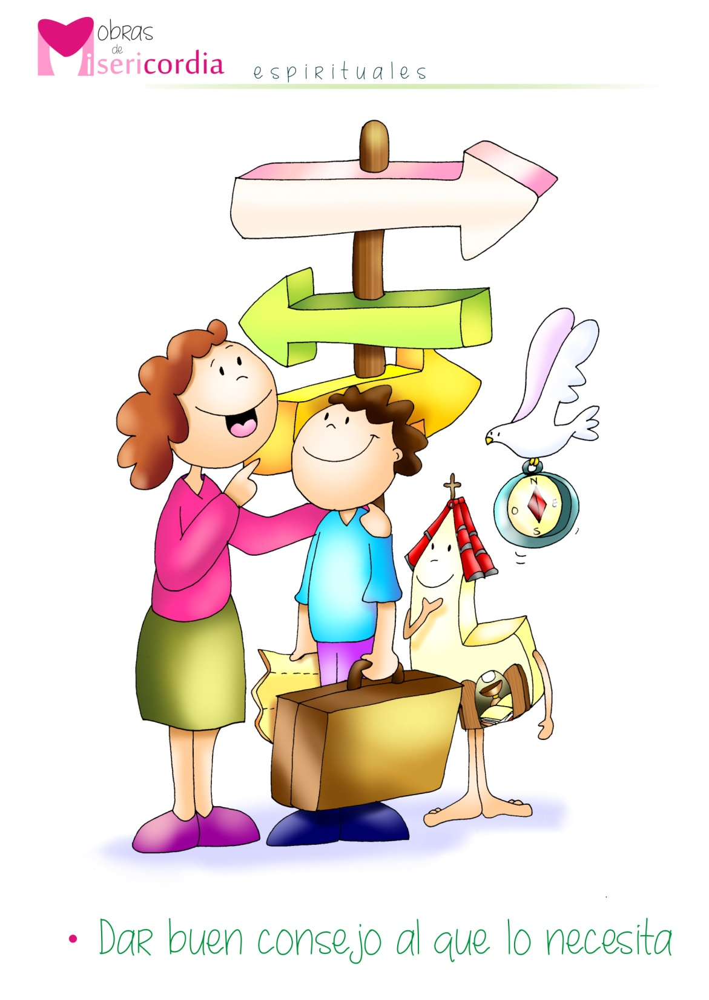 obras
de
Misericordia
espirituales
N
E
O
S
• Dar buen consejo al que lo necesita